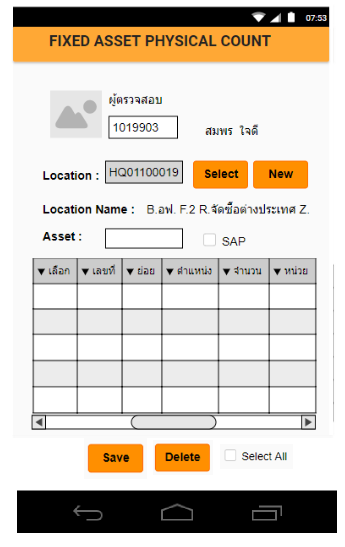 07:53
FIXED ASSET PHYSICAL COUNT
ผู้ตรวจสอบ
1019903 สมพร ใจดี
Location : HQ01100019 Select New
Location Name : B.อฟ. F.2 R.จัดซื้อต่างประเทศ Z.
Asset : SAP
▼ เลือก ▼ เลขที่ ▼ ย่อย ▼ ตำแหน่ง ▼ จำนวน ▼ หน่วย
Save Delete Select All